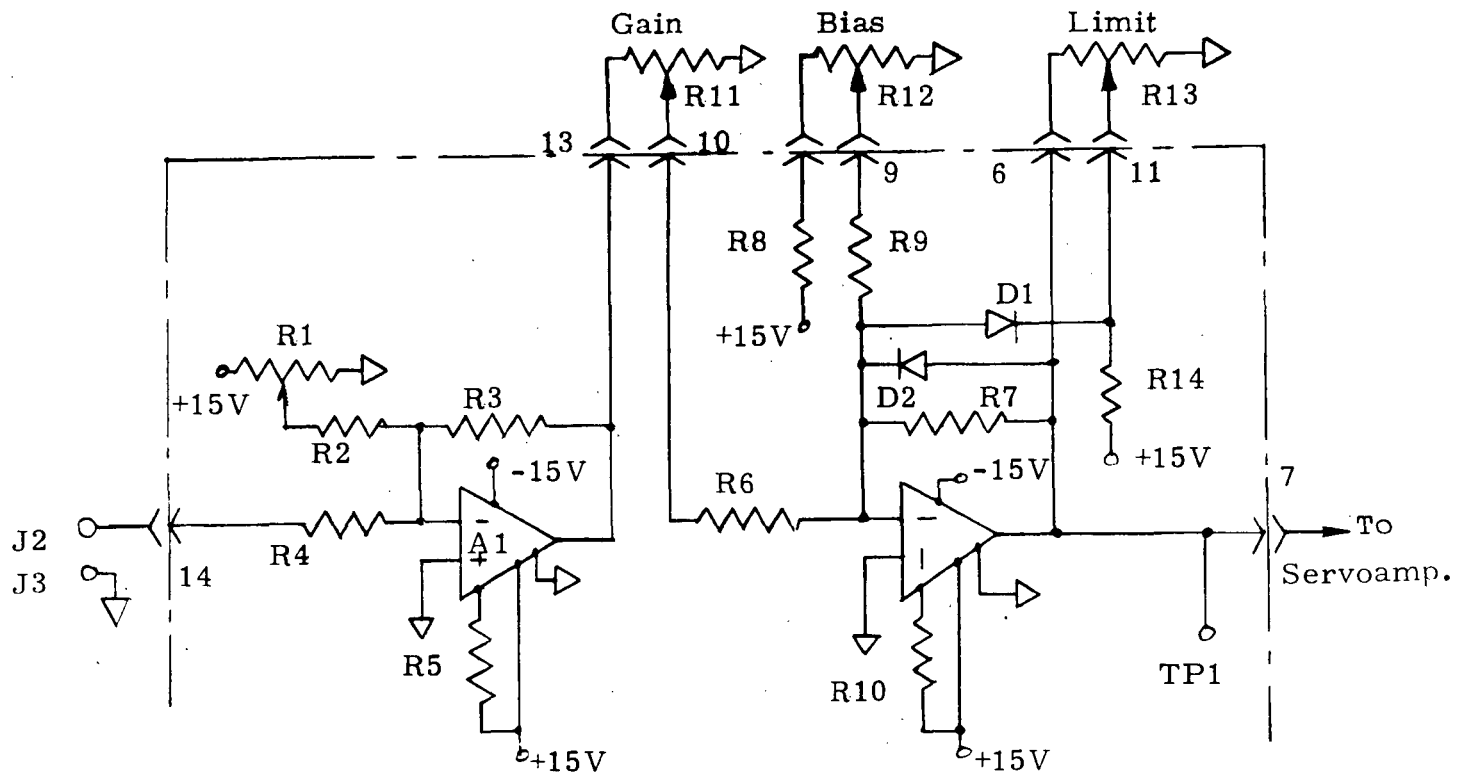 Gain Bias Limit
R11 R12 R13
13 10 9 6 11
R8 R9
D1
+15V
R1
+15V
R3
D2 R7
R14
R2
-15V
-15V
+15V
R6
7
J2
R4
A1
-
+
-
To
J3
14
Servoamp.
R5
R10
TP1
+15V
+15V